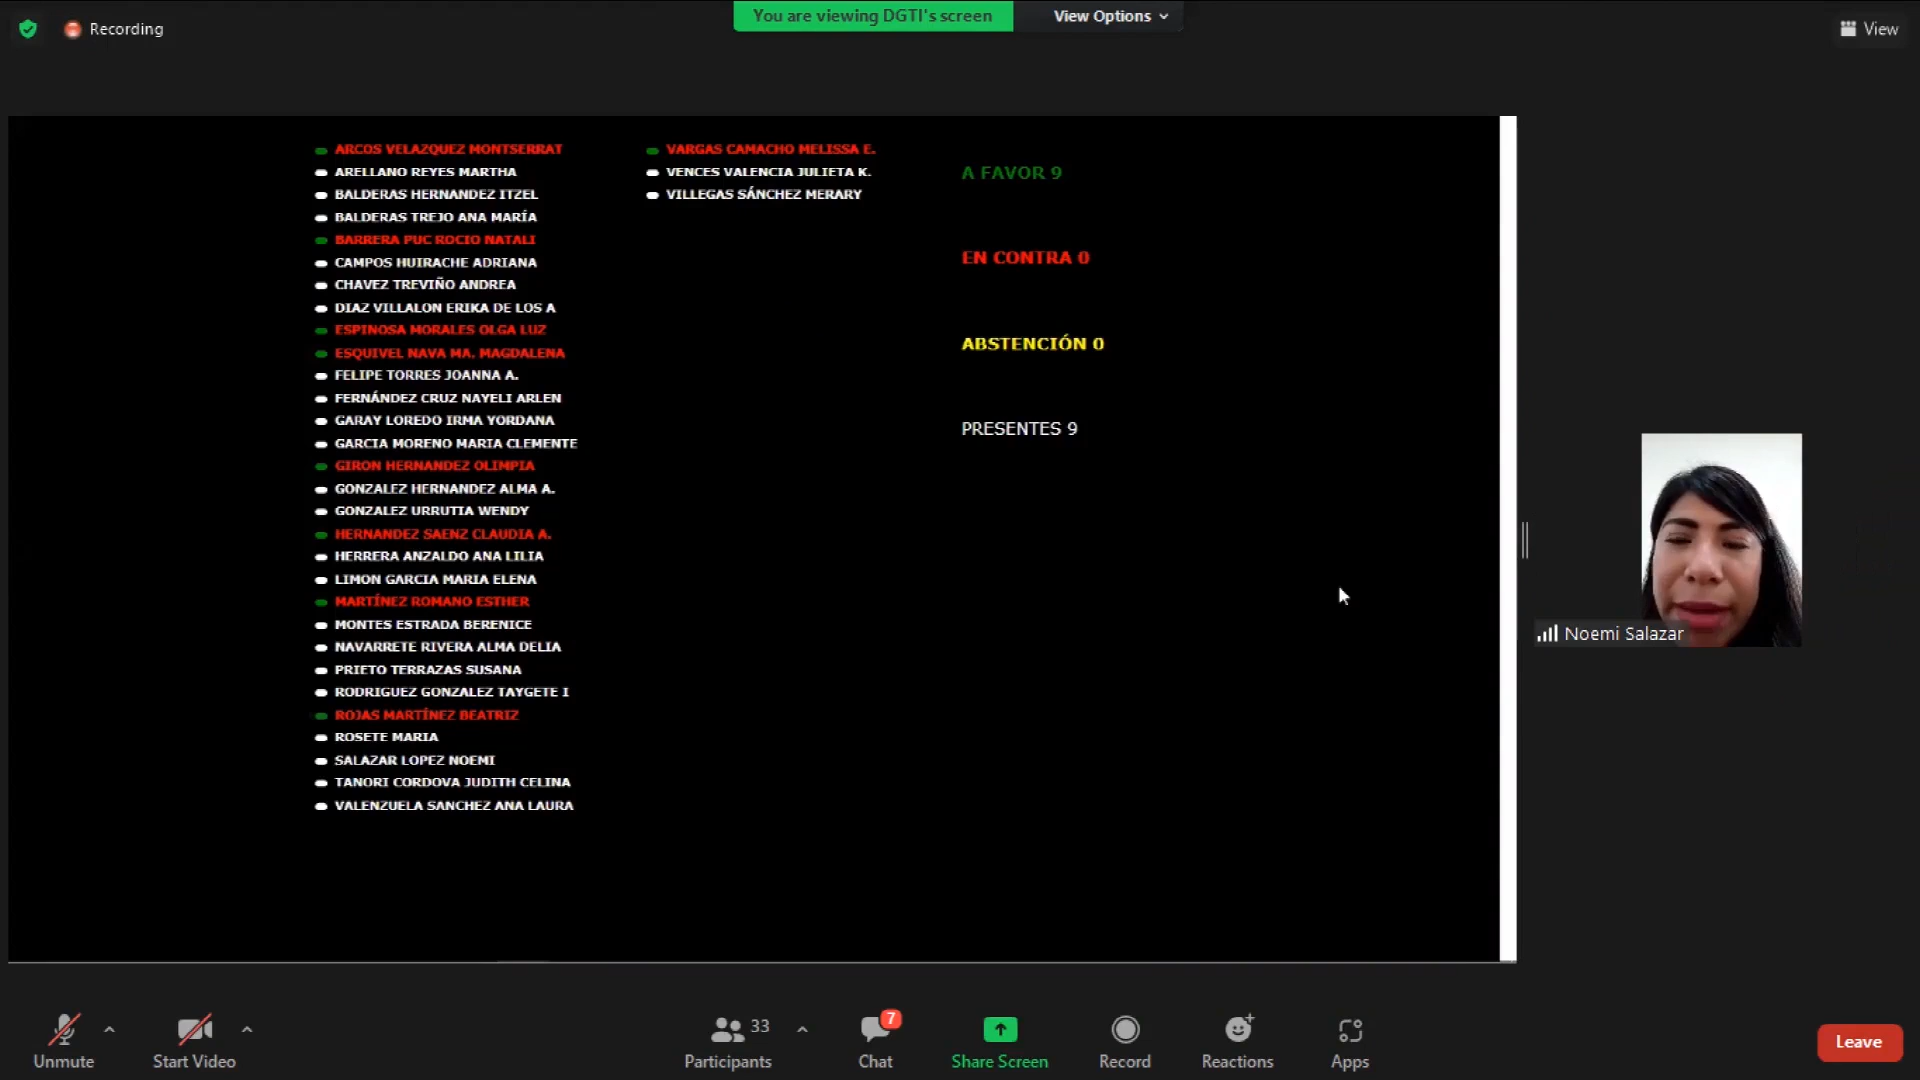 Recording
You are viewing DGTI's screen
View Options
View
ARCOS VELAZQUEZ MONTSERRAT
ARELLANO REYES MARTHA
BALDERAS HERNANDEZ ITZEL
BALDERAS TREJO ANA MARÍA
BARRERA PUC ROCIO NATALI
CAMPOS HUIRACHE ADRIANA
CHAVEZ TREVIÑO ANDREA
DIAZ VILLALON ERIKA DE LOS A
ESPINOSA MORALES OLGA LUZ
ESQUIVEL NAVA MA. MAGDALENA
FELIPE TORRES JOANNA A.
FERNÁNDEZ CRUZ NAYELI ARLEN
GARAY LOREDO IRMA YORDANA
GARCIA MORENO MARIA CLEMENTE
GIRON HERNANDEZ OLIMPIA
GONZALEZ HERNANDEZ ALMA A.
GONZALEZ URRUTIA WENDY
HERNANDEZ SAENZ CLAUDIA A.
HERRERA ANZALDO ANA LILIA
LIMON GARCIA MARIA ELENA
MARTÍNEZ ROMANO ESTHER
MONTES ESTRADA BERENICE
NAVARRETE RIVERA ALMA DELIA
PRIETO TERRAZAS SUSANA
RODRIGUEZ GONZALEZ TAYGETE I
ROJAS MARTÍNEZ BEATRIZ
ROSETE MARIA
SALAZAR LOPEZ NOEMI
TANORI CORDOVA JUDITH CELINA
VALENZUELA SANCHEZ ANA LAURA
VARGAS CAMACHO MELISSA E.
VENCES VALENCIA JULIETA K.
VILLEGAS SÁNCHEZ MERARY
A FAVOR 9
EN CONTRA 0
ABSTENCIÓN 0
PRESENTES 9
Noemi Salazar
Unmute
Start Video
33
Participants
7
Chat
Share Screen
Record
Reactions
Apps
Leave